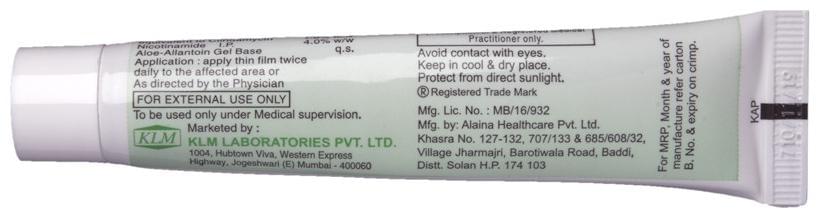 Equivalent to Clindamycin
Nicotinamide I.P. 4.0% w/w
Aloe-Allantoin Gel Base q.s.
Application : apply thin film twice
daily to the affected area or
As directed by the Physician
FOR EXTERNAL USE ONLY
To be used only under Medical supervision.
Marketed by :
KLM
KLM LABORATORIES PVT. LTD.
1004, Hubtown Viva, Western Express
Highway, Jogeshwari (E) Mumbai - 400060
Registered Medical
Practitioner only.
Avoid contact with eyes.
Keep in cool & dry place.
Protect from direct sunlight.
® Registered Trade Mark
Mfg. Lic. No. : MB/16/932
Mfg. by: Alaina Healthcare Pvt. Ltd.
Khasra No. 127-132, 707/133 & 685/608/32,
Village Jharmajri, Barotiwala Road, Baddi,
Distt. Solan H.P. 174 103
For MRP, Month & year of
manufacture refer carton
B. No. & expiry on crimp.
KAP